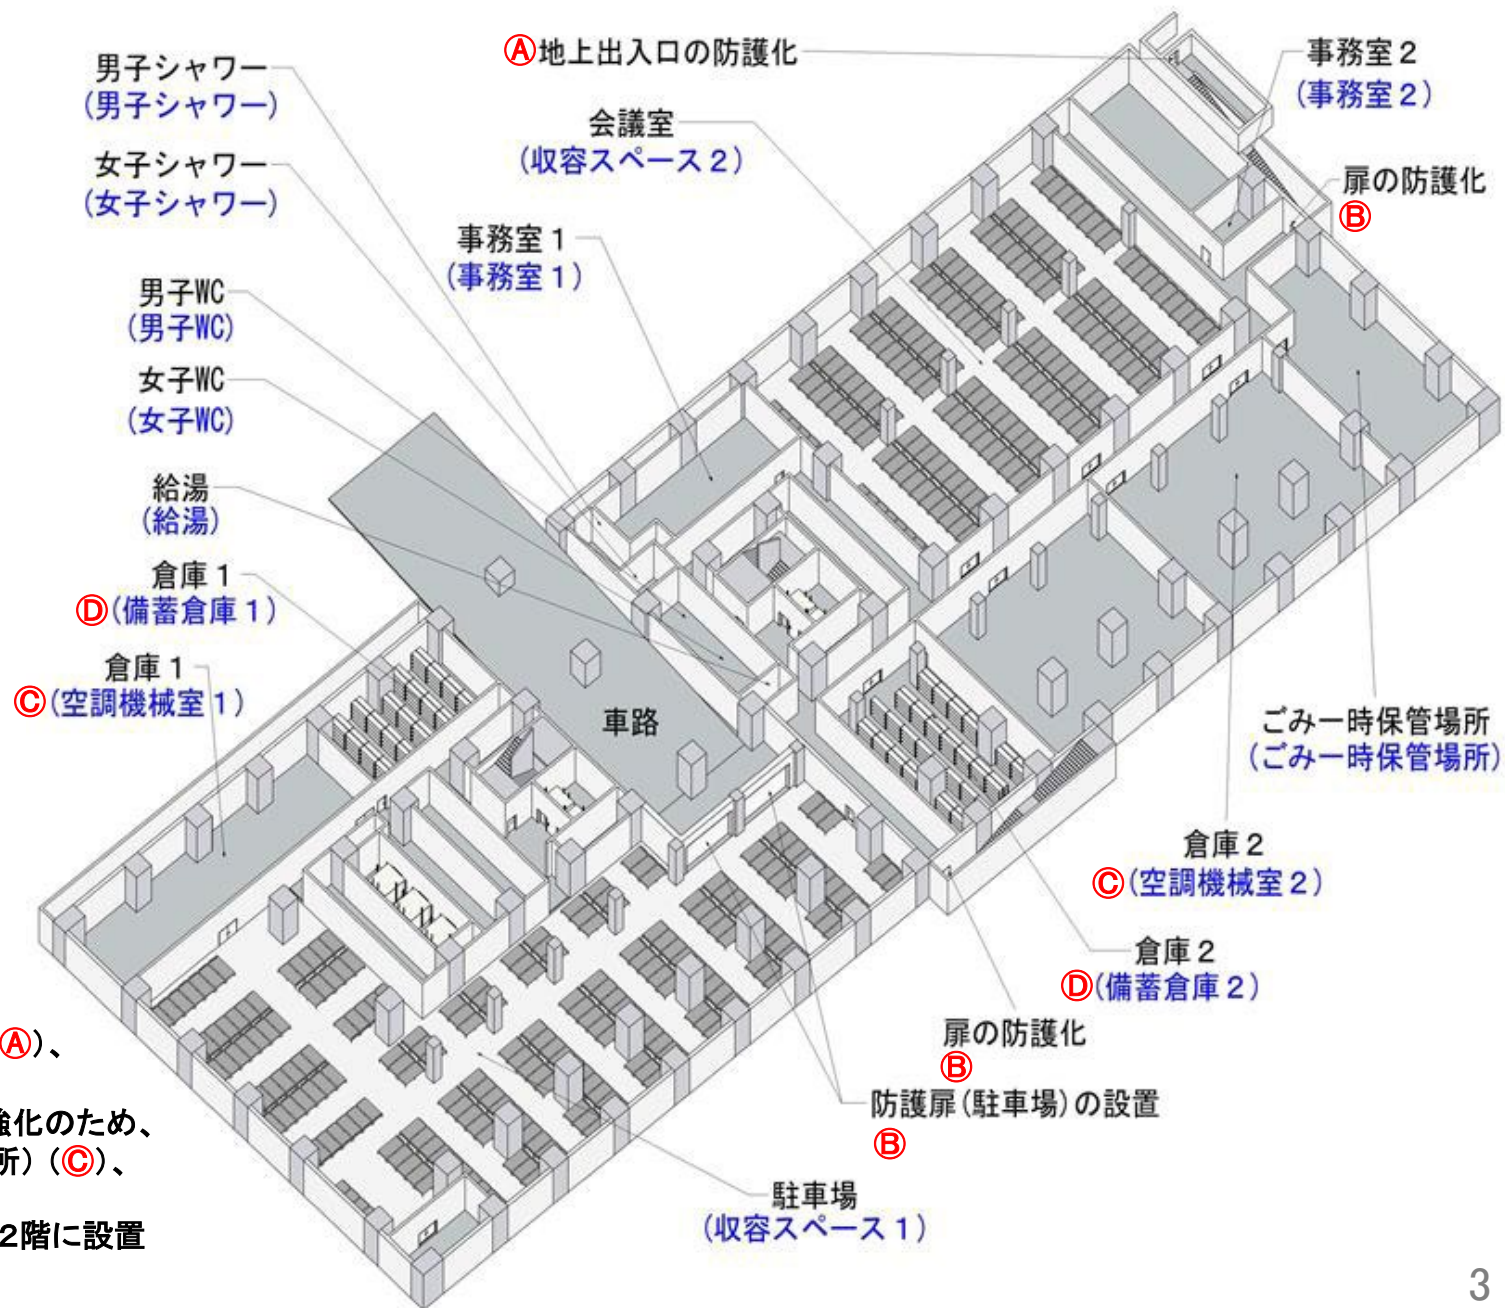 Ⓐ地上出入口の防護化
事務室２
(事務室２)
男子シャワー
(男子シャワー)
会議室
(収容スペース２)
女子シャワー
(女子シャワー)
扉の防護化
Ⓑ
事務室１
(事務室１)
男子WC
(男子WC)
女子WC
(女子WC)
給湯
(給湯)
倉庫１
Ⓓ(備蓄倉庫１)
倉庫１
Ⓒ(空調機械室１)
車路
ごみ一時保管場所
(ごみ一時保管場所)
倉庫２
Ⓒ(空調機械室２)
倉庫２
Ⓓ(備蓄倉庫２)
扉の防護化
Ⓑ
防護扉(駐車場)の設置
Ⓑ
駐車場
(収容スペース１)
Ⓐ)、
強化のため、
所)(Ⓒ)、
2階に設置
3